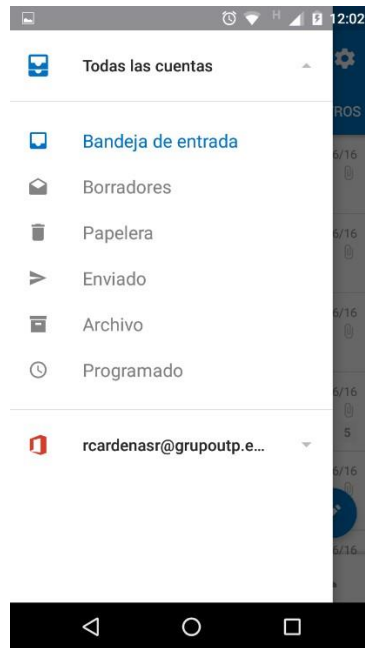 H 12:02
Todas las cuentas
ROS
Bandeja de entrada
6/16
Borradores
Papelera
6/16
Enviado
Archivo
6/16
Programado
6/16
5
rcardenasr@grupoutp.e...
6/16
6/16